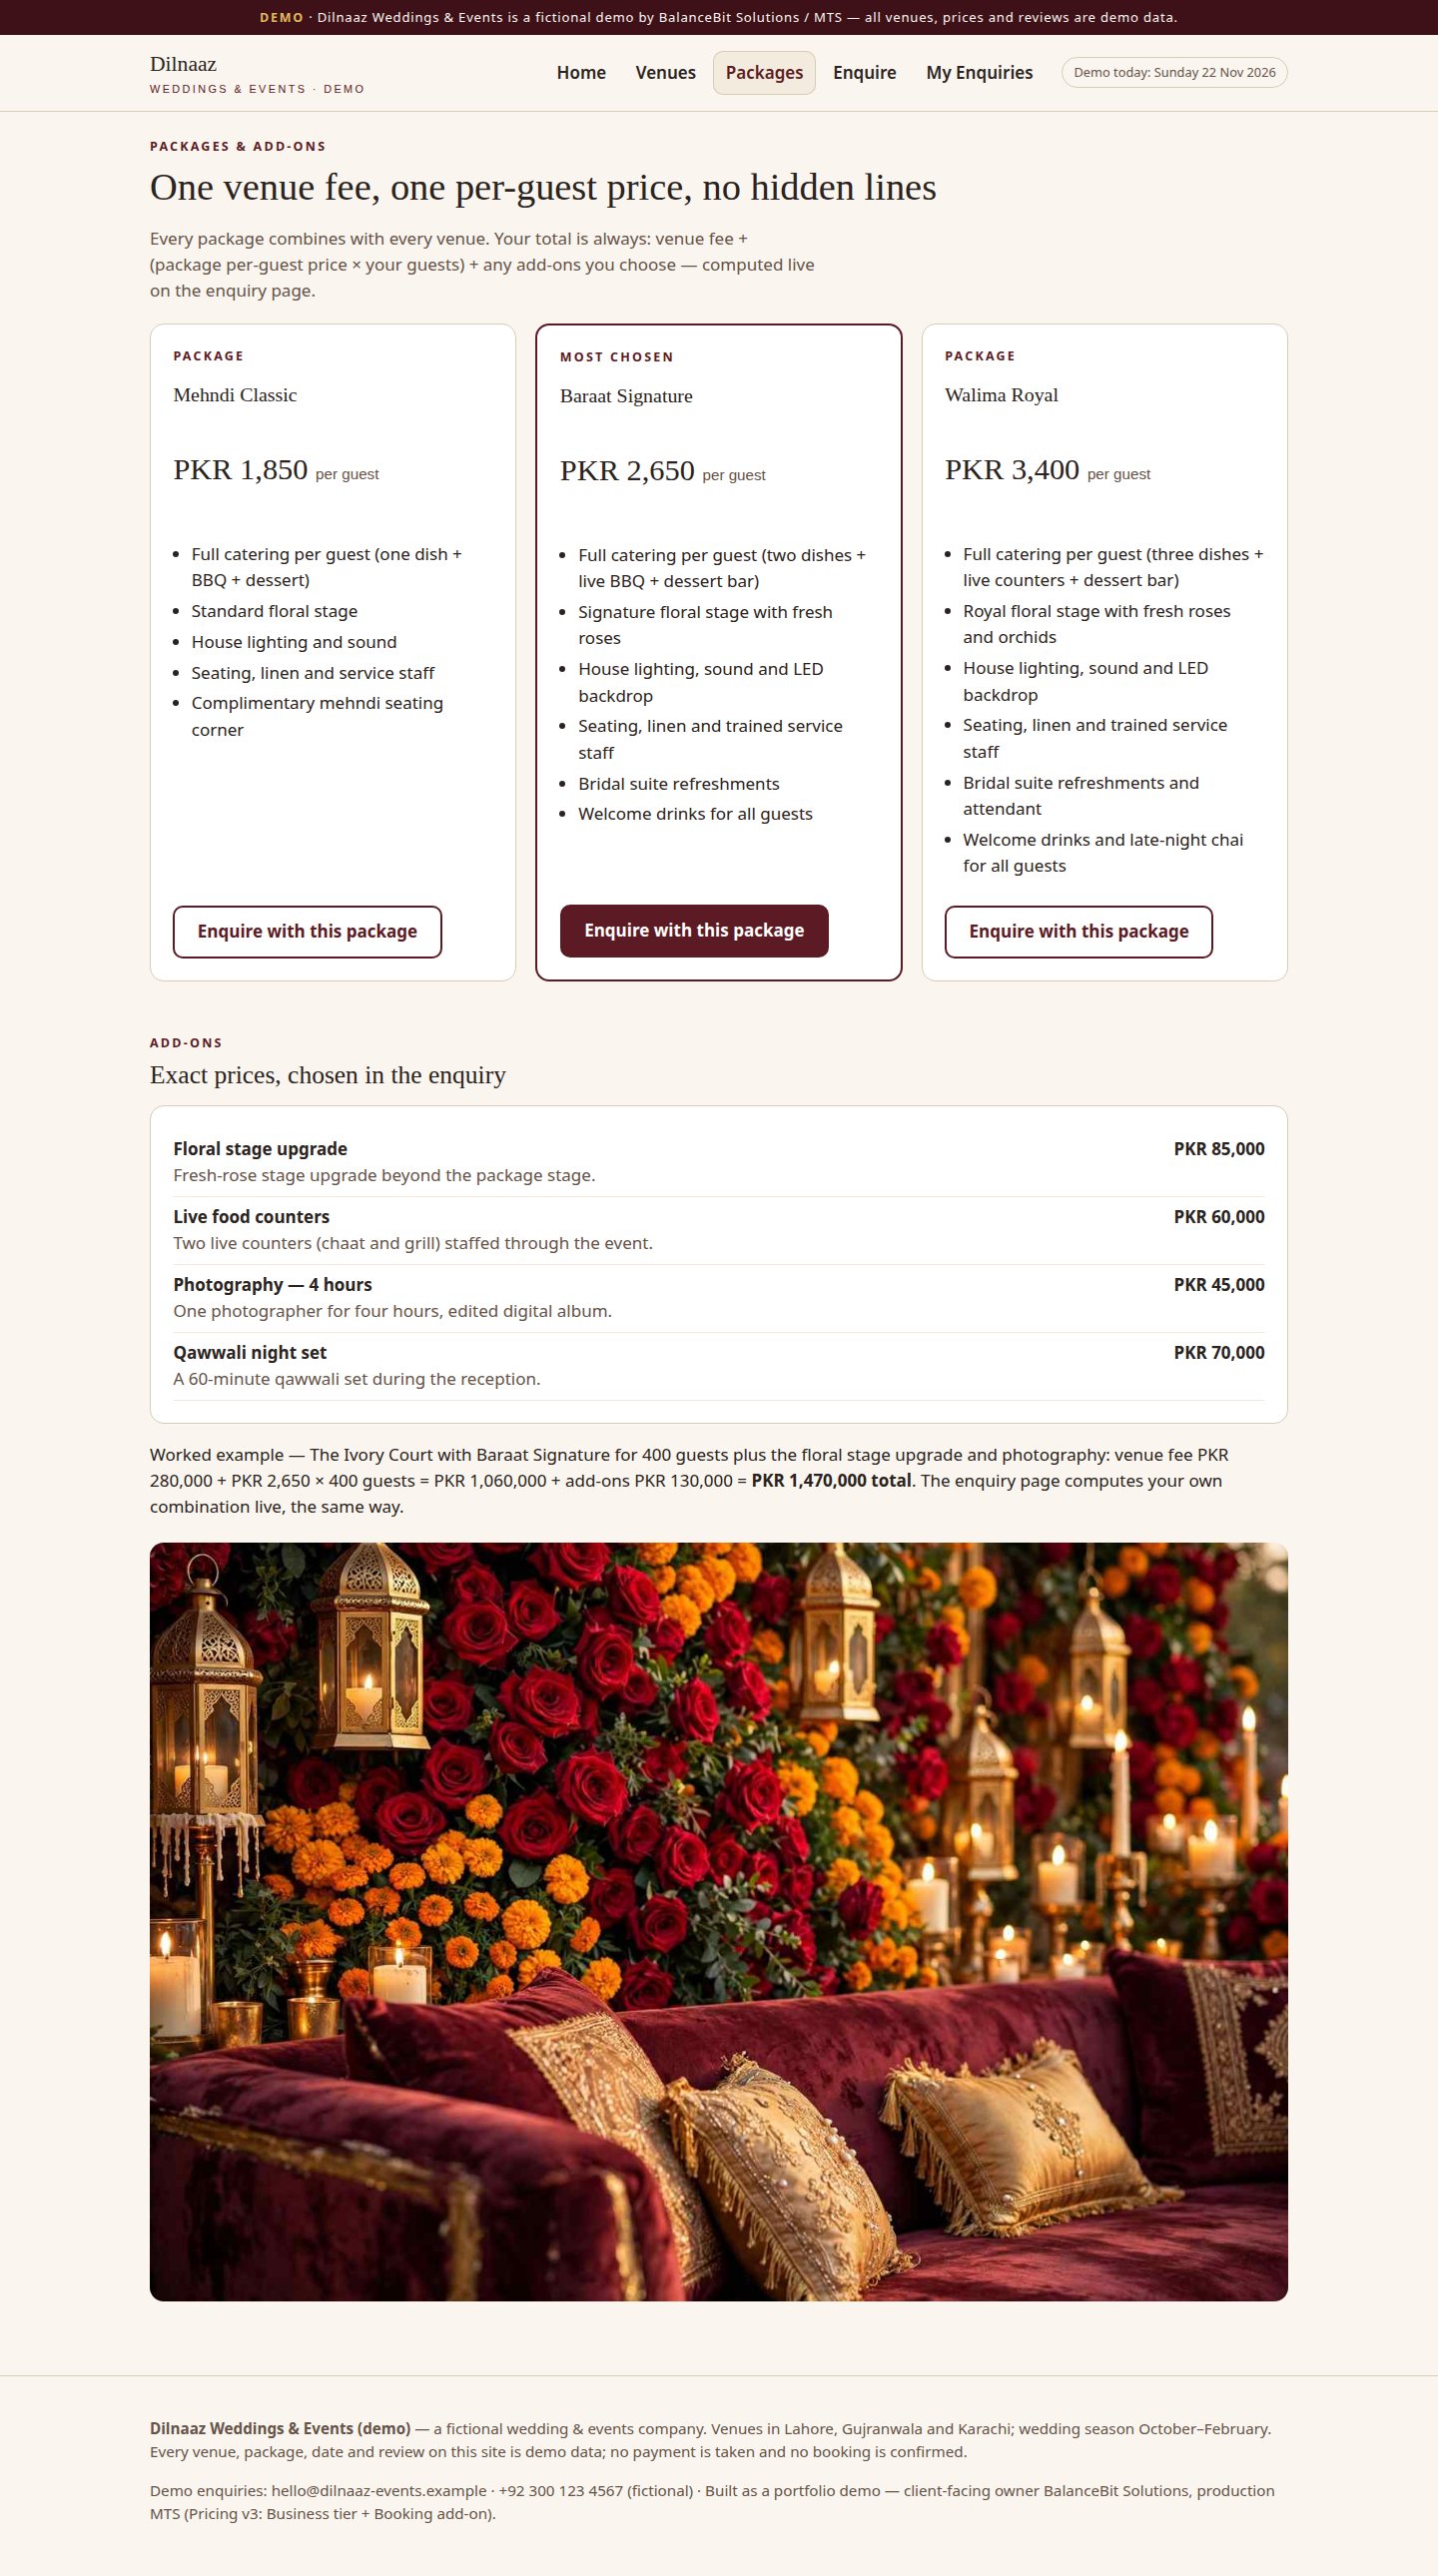 DEMO · Dilnaaz Weddings & Events is a fictional demo by BalanceBit Solutions / MTS — all venues, prices and reviews are demo data.
Dilnaaz
WEDDINGS & EVENTS · DEMO
Home Venues Packages Enquire My Enquiries Demo today: Sunday 22 Nov 2026
PACKAGES & ADD-ONS
One venue fee, one per-guest price, no hidden lines
Every package combines with every venue. Your total is always: venue fee +
(package per-guest price × your guests) + any add-ons you choose — computed live
on the enquiry page.
PACKAGE
Mehndi Classic
PKR 1,850 per guest
Full catering per guest (one dish +
BBQ + dessert)
Standard floral stage
House lighting and sound
Seating, linen and service staff
Complimentary mehndi seating
corner
Enquire with this package
MOST CHOSEN
Baraat Signature
PKR 2,650 per guest
Full catering per guest (two dishes +
live BBQ + dessert bar)
Signature floral stage with fresh
roses
House lighting, sound and LED
backdrop
Seating, linen and trained service
staff
Bridal suite refreshments
Welcome drinks for all guests
Enquire with this package
PACKAGE
Walima Royal
PKR 3,400 per guest
Full catering per guest (three dishes +
live counters + dessert bar)
Royal floral stage with fresh roses
and orchids
House lighting, sound and LED
backdrop
Seating, linen and trained service
staff
Bridal suite refreshments and
attendant
Welcome drinks and late-night chai
for all guests
Enquire with this package
ADD-ONS
Exact prices, chosen in the enquiry
Floral stage upgrade PKR 85,000
Fresh-rose stage upgrade beyond the package stage.
Live food counters PKR 60,000
Two live counters (chaat and grill) staffed through the event.
Photography — 4 hours PKR 45,000
One photographer for four hours, edited digital album.
Qawwali night set PKR 70,000
A 60-minute qawwali set during the reception.
Worked example — The Ivory Court with Baraat Signature for 400 guests plus the floral stage upgrade and photography: venue fee PKR
280,000 + PKR 2,650 × 400 guests = PKR 1,060,000 + add-ons PKR 130,000 = PKR 1,470,000 total. The enquiry page computes your own
combination live, the same way.
Dilnaaz Weddings & Events (demo) — a fictional wedding & events company. Venues in Lahore, Gujranwala and Karachi; wedding season October–February.
Every venue, package, date and review on this site is demo data; no payment is taken and no booking is confirmed.
Demo enquiries: hello@dilnaaz-events.example · +92 300 123 4567 (fictional) · Built as a portfolio demo — client-facing owner BalanceBit Solutions, production
MTS (Pricing v3: Business tier + Booking add-on).